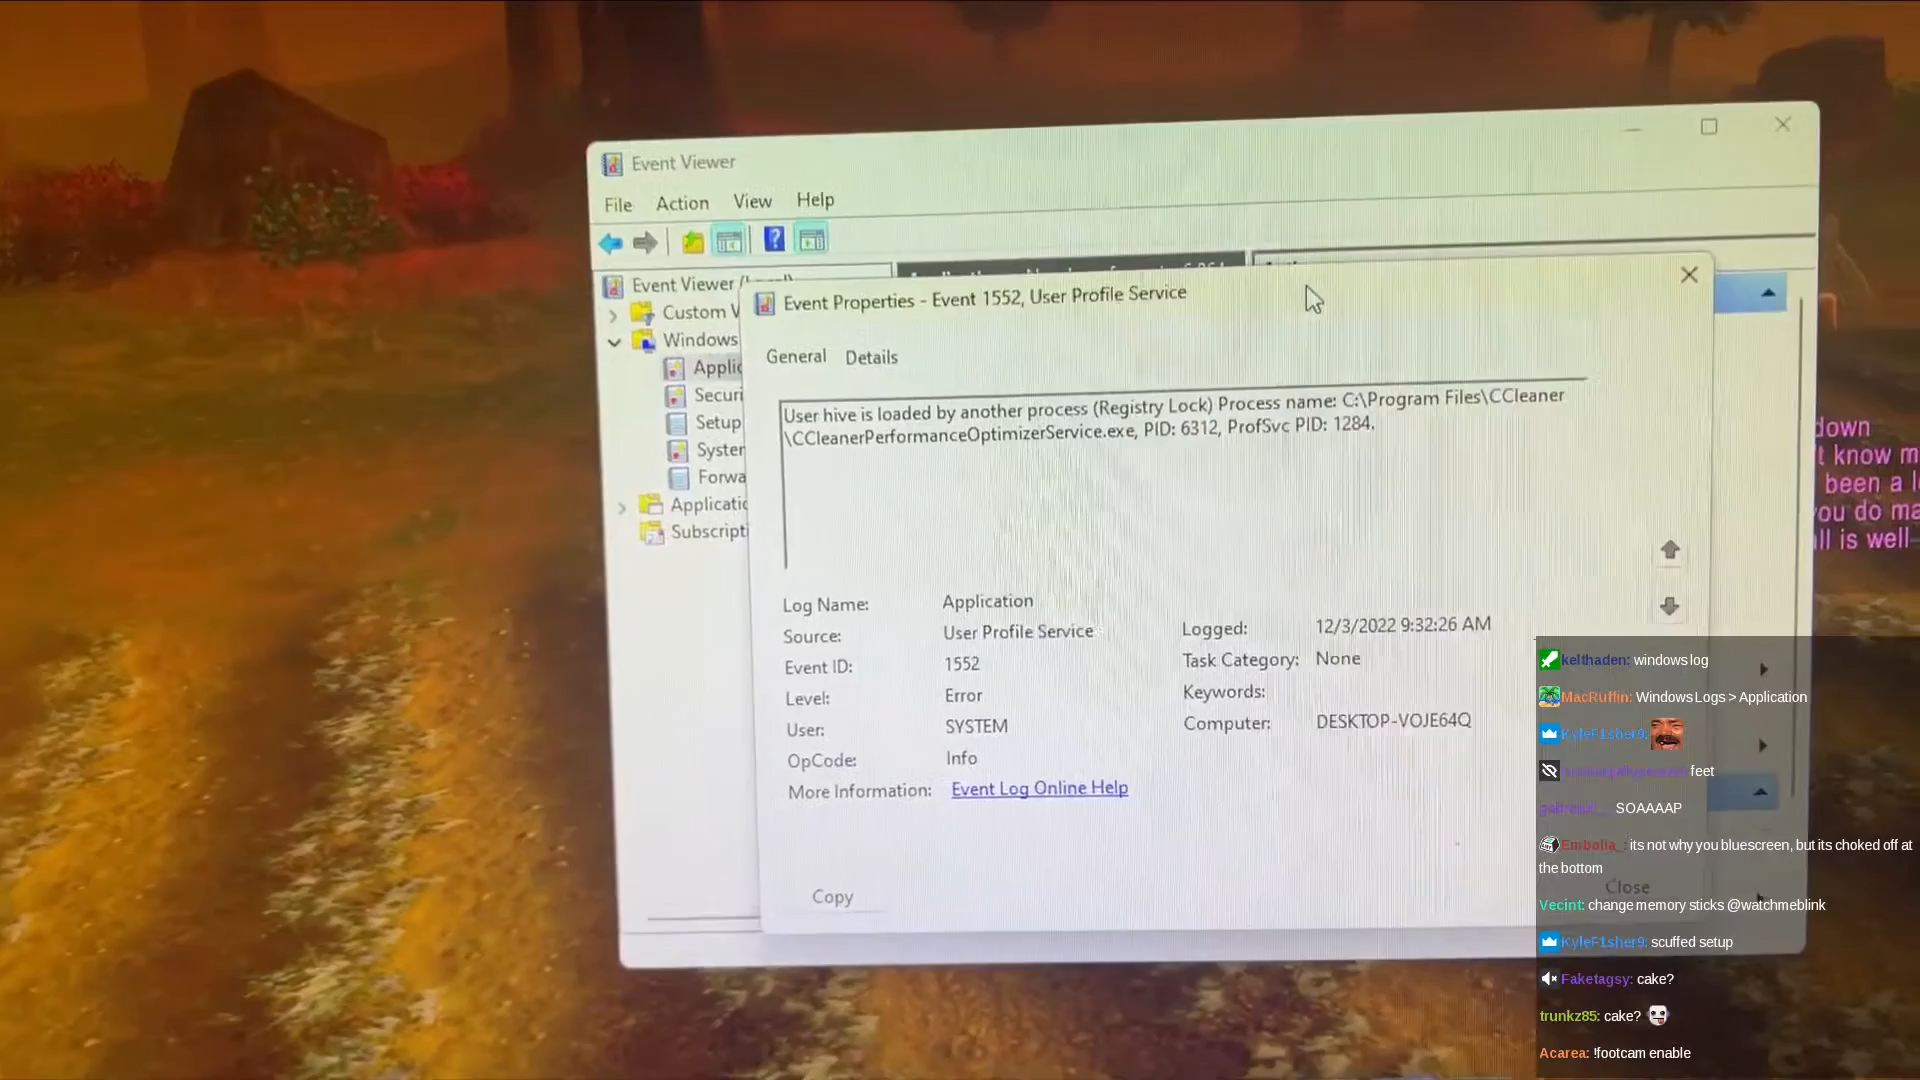 Event Viewer
File Action View Help
Event Viewer
Event Properties - Event 1552, User Profile Service
Custom V
Windows
General Details
Applic
Securi
Setup
System
Forwa
Applicatio
Subscripti
User hive is loaded by another process (Registry Lock) Process name: C:\Program Files\CCleaner
\CCleanerPerformanceOptimizerService.exe, PID: 6312, ProfSvc PID: 1284.
Log Name: Application
Source: User Profile Service
Logged: 12/3/2022 9:32:26 AM
Event ID: 1552
Task Category: None
Level: Error
Keywords:
User: SYSTEM
Computer: DESKTOP-VOJE64Q
OpCode: Info
More Information: Event Log Online Help
Copy
Close
down
t know m
been a l
you do ma
ll is well
kelthaden: windows log
MacRuffin: Windows Logs > Application
KyleF1sher9:
feet
SOAAAAP
Embolia_: its not why you bluescreen, but its choked off at
the bottom
Vecint: change memory sticks @watchmeblink
KyleF1sher9: scuffed setup
Faketagsy: cake?
trunkz85: cake?
Acarea: !footcam enable